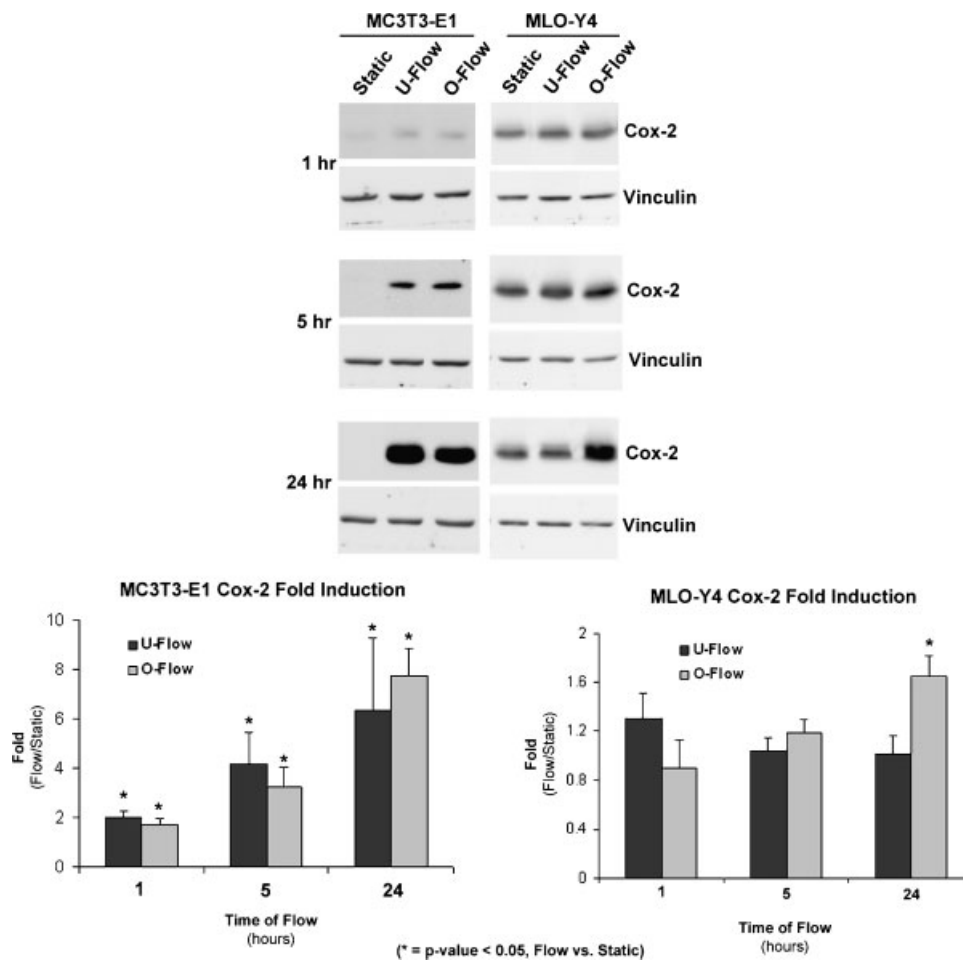 MC3T3-E1 MLO-Y4
Static U-Flow O-Flow Static U-Flow O-Flow
Cox-2
1 hr
Vinculin
Cox-2
5 hr
Vinculin
Cox-2
24 hr
Vinculin
MC3T3-E1 Cox-2 Fold Induction
10
8
6
4
2
0
Fold
(Flow/Static)
U-Flow
O-Flow
* * * * * *
1 5 24
Time of Flow
(hours)
MLO-Y4 Cox-2 Fold Induction
2
1.6
1.2
0.8
0.4
0
Fold
(Flow/Static)
U-Flow
O-Flow
*
1 5 24
Time of Flow
(hours)
(* = p-value < 0.05, Flow vs. Static)